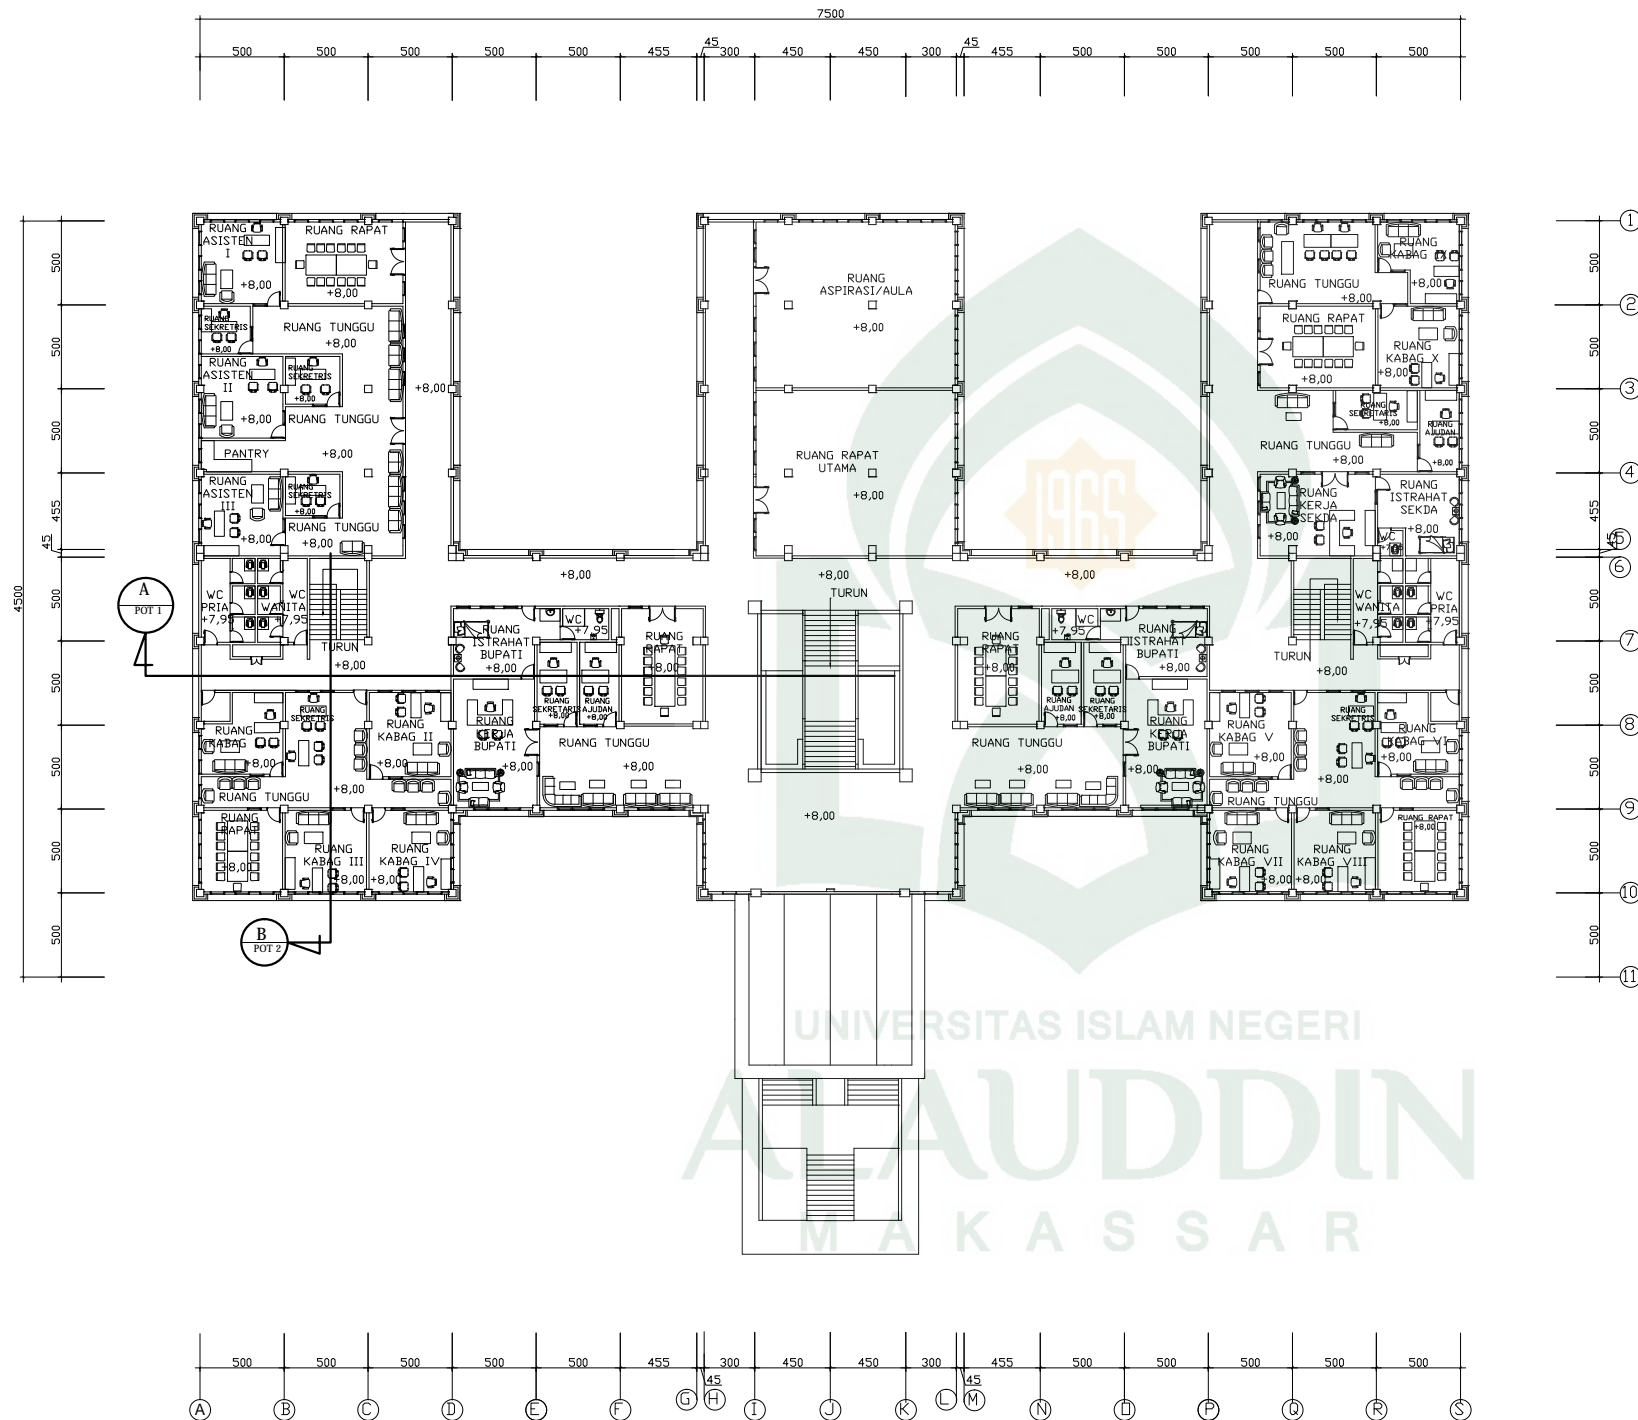 7500
500 500 500 500 500 455 45 300 450 450 300 45 455 500 500 500 500 500
1
2
3
4
5
6
7
8
9
10
11
500
500
500
455
45
500
500
500
500
500
4500
500
500
500
455
45
500
500
500
500
500
RUANG
ASISTEN
I
+8,00
RUANG RAPAT
+8,00
RUANG
SEKRETRIS
+8,00
RUANG TUNGGU
+8,00
RUANG
ASISTEN
II
+8,00
RUANG
SEKRETRIS
+8,00
+8,00
RUANG TUNGGU
+8,00
PANTRY
RUANG
ASISTEN
III
+8,00
RUANG
SEKRETRIS
+8,00
RUANG TUNGGU
+8,00
RUANG
ASPIRASI/AULA
+8,00
RUANG RAPAT
UTAMA
+8,00
RUANG TUNGGU
+8,00
RUANG
KABAG IX
RUANG RAPAT
+8,00
RUANG
KABAG X
+8,00
RUANG
SEKRETARIS
+8,00
RUANG
AJUDAN
+8,00
RUANG TUNGGU
+8,00
RUANG
KERJA
SEKDA
+8,00
RUANG
ISTRAHAT
SEKDA
+8,00
WC
1965
A
POT 1
WC
PRIA
+7,95
WC
WANITA
+7,95
TURUN
+8,00
+8,00
+8,00
TURUN
+8,00
RUANG
ISTRAHAT
BUPATI
+8,00
WC
+7,95
RUANG
RAPAT
+8,00
RUANG
SEKRETARIS
+8,00
RUANG
AJUDAN
+8,00
RUANG
RAPAT
+8,00
WC
+7,95
RUANG
ISTRAHAT
BUPATI
+8,00
RUANG
AJUDAN
+8,00
RUANG
SEKRETARIS
+8,00
WC
WANITA
+7,95
WC
PRIA
+7,95
TURUN
+8,00
RUANG
KABAG I
+8,00
RUANG
SEKRETRIS
RUANG
KABAG II
+8,00
RUANG
KERJA
BUPATI
+8,00
RUANG TUNGGU
+8,00
+8,00
RUANG TUNGGU
+8,00
RUANG
KERJA
BUPATI
+8,00
RUANG
KABAG V
+8,00
RUANG
SEKRETRIS
+8,00
RUANG
KABAG VI
+8,00
RUANG TUNGGU
+8,00
RUANG TUNGGU
RUANG
RAPAT
+8,00
RUANG
KABAG III
+8,00
RUANG
KABAG IV
+8,00
RUANG
KABAG VII
+8,00
RUANG
KABAG VIII
+8,00
RUANG RAPAT
+8,00
B
POT 2
UNIVERSITAS ISLAM NEGERI
ALAUDDIN
MAKASSAR
500 500 500 500 500 455 45 300 450 450 300 45 455 500 500 500 500 500
A B C D E F G H I J K L M N O P Q R S